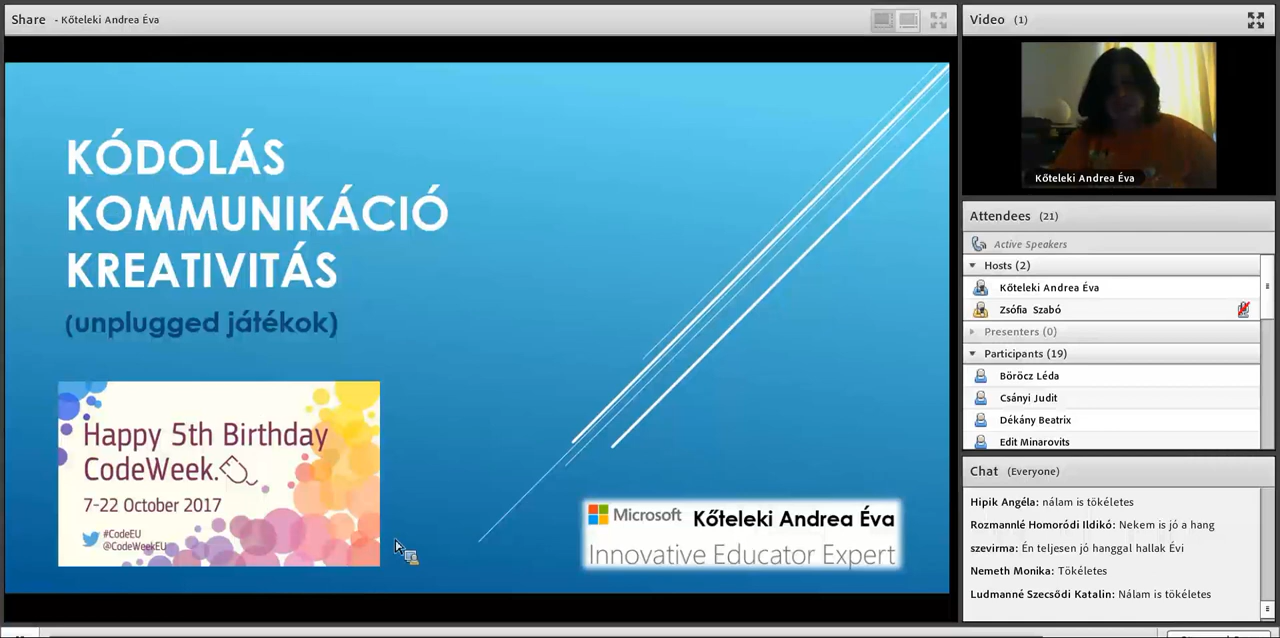 Share - Kőteleki Andrea Éva
KÓDOLÁS
KOMMUNIKÁCIÓ
KREATIVITÁS
(unplugged játékok)
Happy 5th Birthday
CodeWeek.
7-22 October 2017
#CodeEU
@CodeWeekEU
Microsoft Kőteleki Andrea Éva
Innovative Educator Expert
Video (1)
Kőteleki Andrea Éva
Attendees (21)
Active Speakers
Hosts (2)
Kőteleki Andrea Éva
Zsófia Szabó
Presenters (0)
Participants (19)
Böröcz Léda
Csányi Judit
Dékány Beatrix
Edit Minarovits
Chat (Everyone)
Hipik Angéla: nálam is tökéletes
Rozmannlé Homoródi Ildikó: Nekem is jó a hang
szevirma: Én teljesen jó hanggal hallak Évi
Nemeth Monika: Tökéletes
Ludmanné Szecsődi Katalin: Nálam is tökéletes